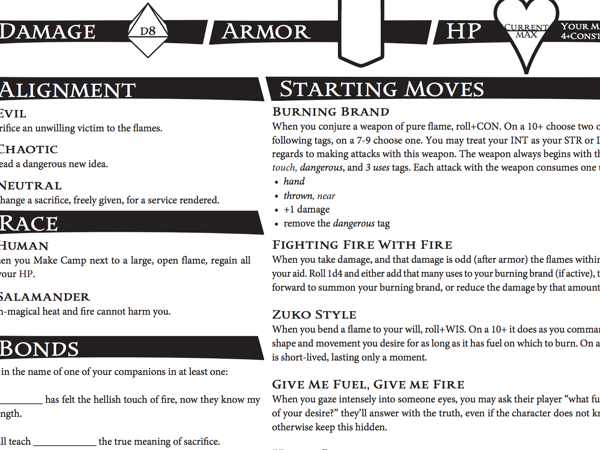 DAMAGE
D8
ARMOR
HP
CURRENT
MAX
YOUR M
4+CONST
ALIGNMENT
EVIL
rifice an unwilling victim to the flames.
CHAOTIC
ead a dangerous new idea.
NEUTRAL
hange a sacrifice, freely given, for a service rendered.
RACE
HUMAN
en you Make Camp next to a large, open flame, regain all
your HP.
SALAMANDER
n-magical heat and fire cannot harm you.
BONDS
in the name of one of your companions in at least one:
________ has felt the hellish touch of fire, now they know my
ngth.
ll teach ____________ the true meaning of sacrifice.
STARTING MOVES
BURNING BRAND
When you conjure a weapon of pure flame, roll+CON. On a 10+ choose two o
following tags, on a 7-9 choose one. You may treat your INT as your STR or D
regards to making attacks with this weapon. The weapon always begins with th
touch, dangerous, and 3 uses tags. Each attack with the weapon consumes one u
• hand
• thrown, near
• +1 damage
• remove the dangerous tag
FIGHTING FIRE WITH FIRE
When you take damage, and that damage is odd (after armor) the flames within
your aid. Roll 1d4 and either add that many uses to your burning brand (if active), t
forward to summon your burning brand, or reduce the damage by that amount
ZUKO STYLE
When you bend a flame to your will, roll+WIS. On a 10+ it does as you comman
shape and movement you desire for as long as it has fuel on which to burn. On a
is short-lived, lasting only a moment.
GIVE ME FUEL, GIVE ME FIRE
When you gaze intensely into someone eyes, you may ask their player "what fu
of your desire?" they'll answer with the truth, even if the character does not kn
otherwise keep this hidden.